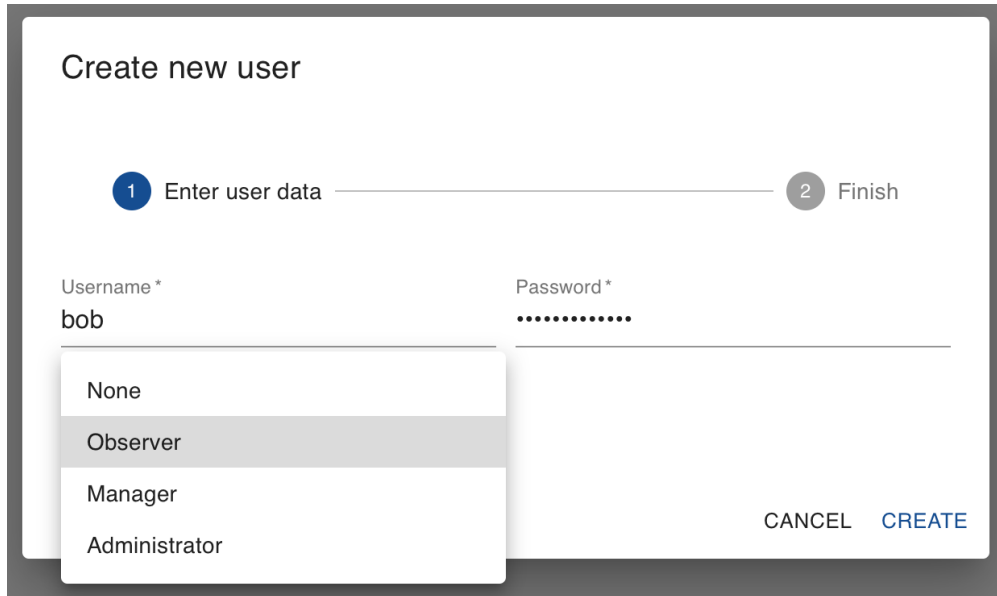 Create new user
1 Enter user data 2 Finish
Username * Password *
bob •••••••••••••
None
Observer
Manager
Administrator
CANCEL CREATE